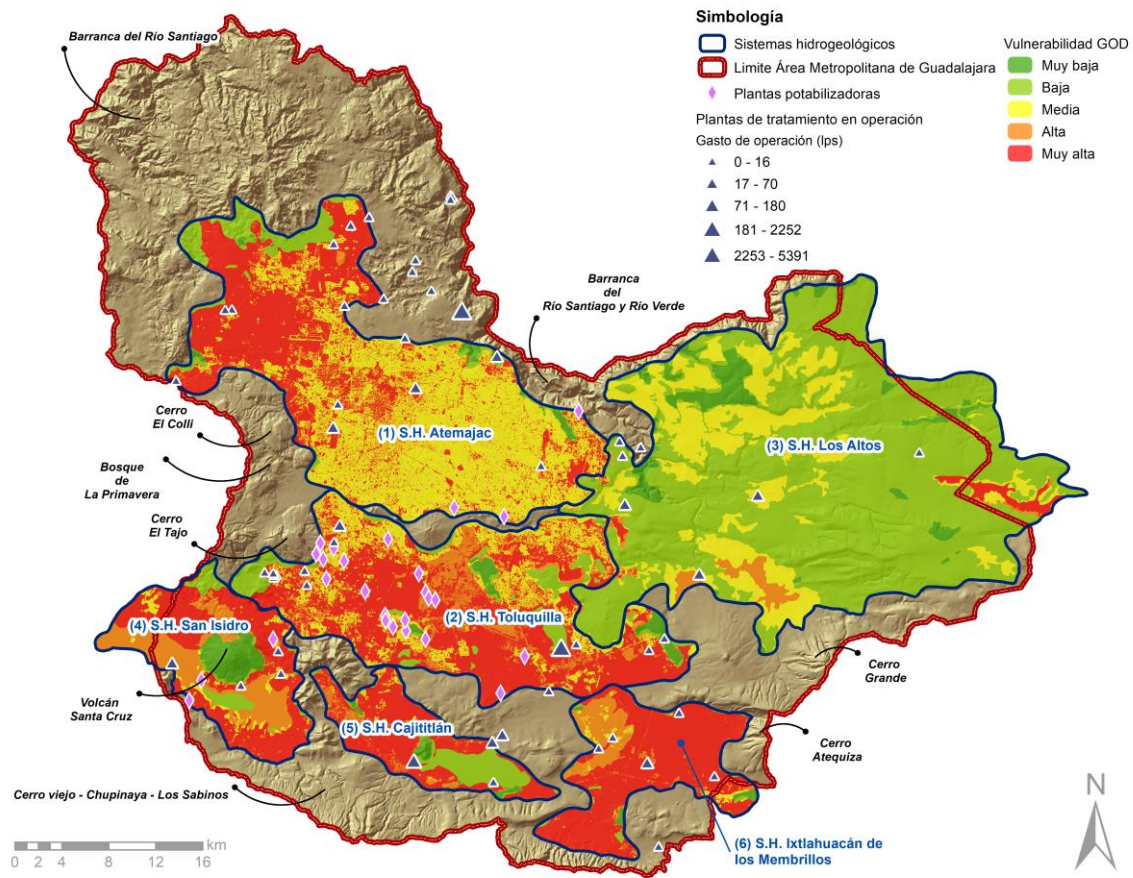 Simbología
Sistemas hidrogeológicos
Limite Área Metropolitana de Guadalajara
Plantas potabilizadoras
Plantas de tratamiento en operación
Gasto de operación (lps)
0 - 16
17 - 70
71 - 180
181 - 2252
2253 - 5391
Vulnerabilidad GOD
Muy baja
Baja
Media
Alta
Muy alta
Barranca del Río Santiago
Barranca
del
Río Santiago y Río Verde
Cerro
El Colli
(1) S.H. Atemajac
(3) S.H. Los Altos
Bosque
de
La Primavera
Cerro
El Tajo
(4) S.H. San Isidro
(2) S.H. Toluquilla
Cerro
Grande
Volcán
Santa Cruz
(5) S.H. Cajititlán
Cerro
Atequiza
Cerro viejo - Chupinaya - Los Sabinos
(6) S.H. Ixtlahuacán de
los Membrillos
N
km
0 2 4 8 12 16